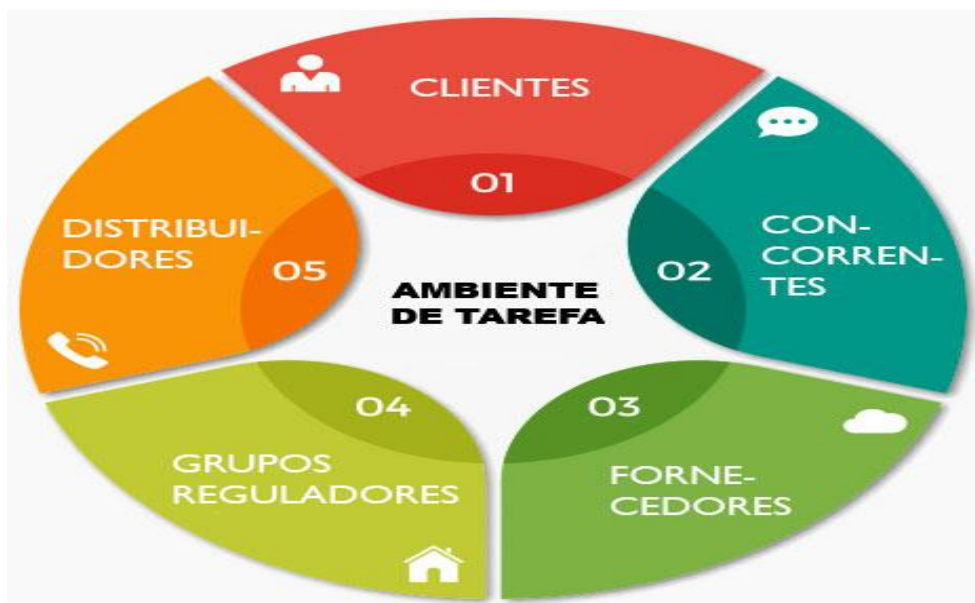 CLIENTES
01
CON-
CORREN-
TES
02
FORNE-
CEDORES
03
GRUPOS
REGULADORES
04
DISTRIBUI-
DORES
05
AMBIENTE
DE TAREFA